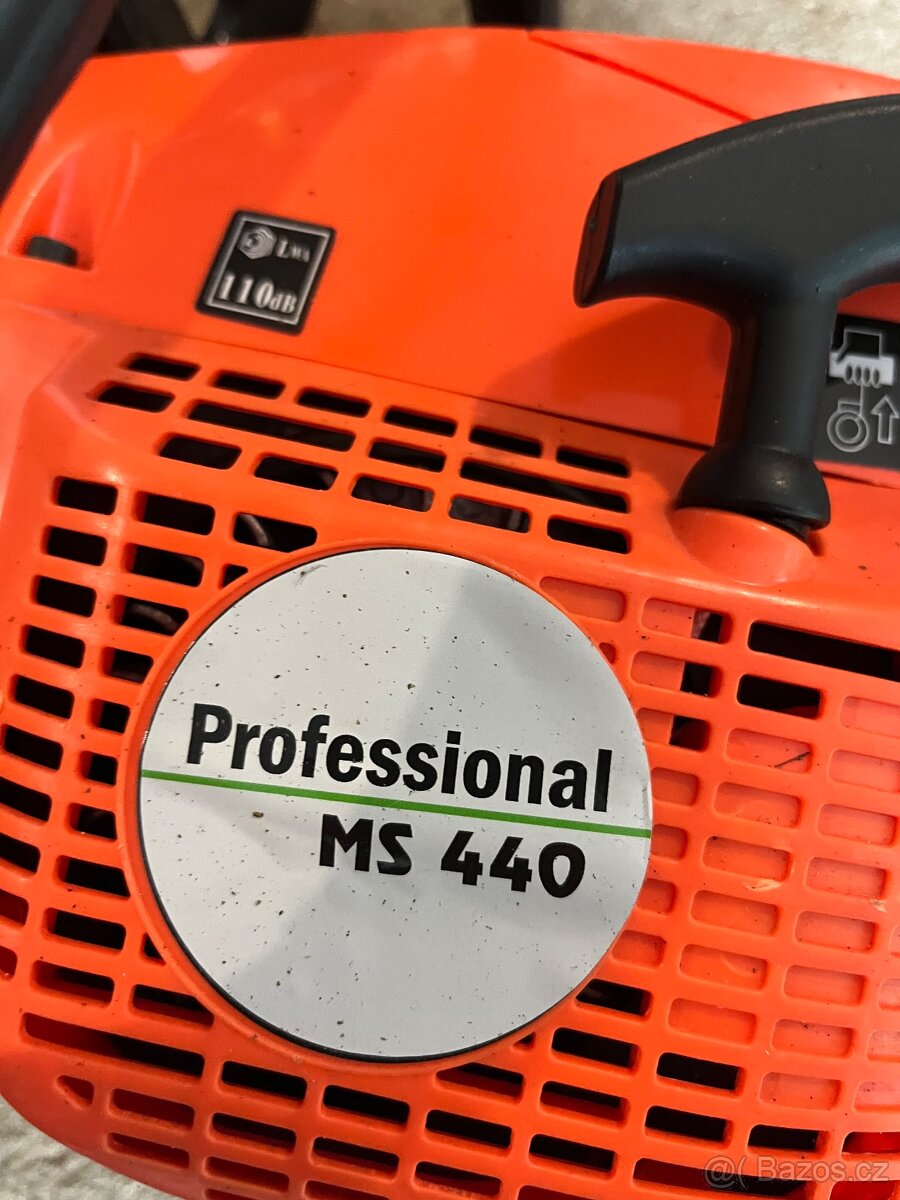 LWA
110dB
Professional
MS 440
@( Bazos.cz